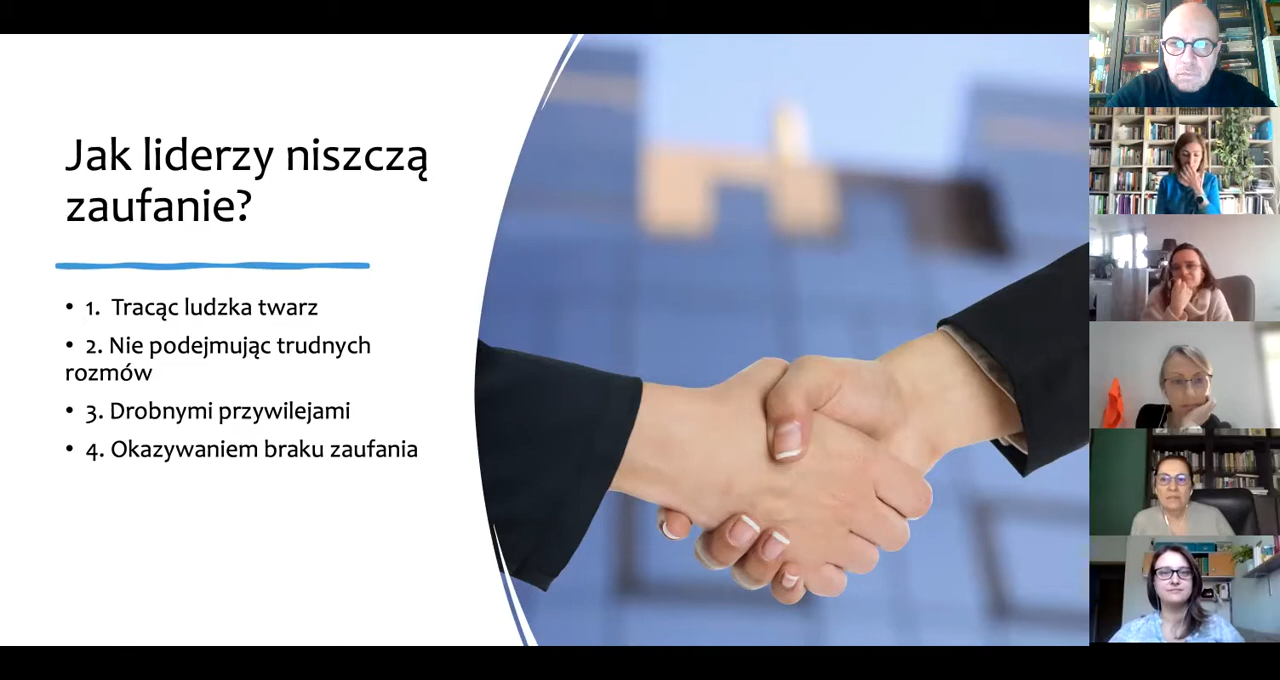 Jak liderzy niszczą
zaufanie?
• 1. Tracąc ludzka twarz
• 2. Nie podejmując trudnych
rozmów
• 3. Drobnymi przywilejami
• 4. Okazywaniem braku zaufania